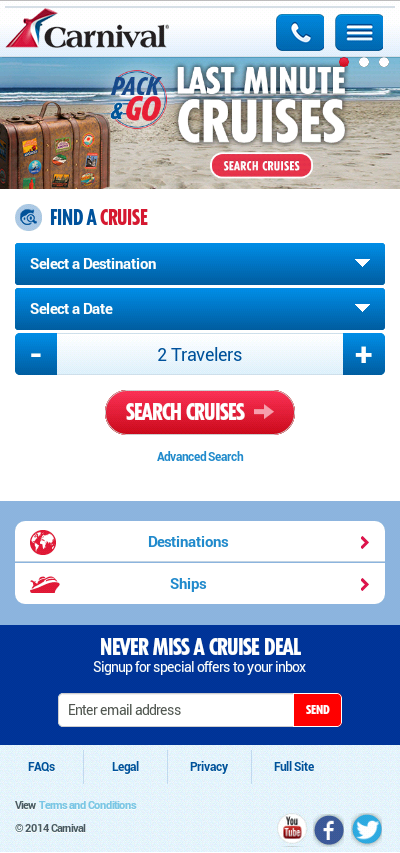 Carnival
PACK
&GO
LAST MINUTE
CRUISES
SEARCH CRUISES
FIND A CRUISE
Select a Destination
Select a Date
- 2 Travelers +
SEARCH CRUISES
Advanced Search
Destinations
Ships
NEVER MISS A CRUISE DEAL
Signup for special offers to your inbox
Enter email address SEND
FAQs Legal Privacy Full Site
View Terms and Conditions
© 2014 Carnival
You
Tube